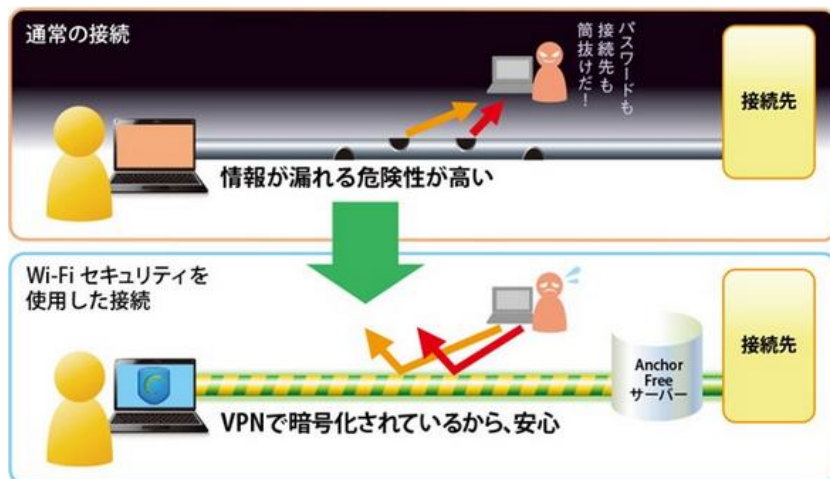 通常の接続
パスワードも
接続先も
筒抜けだ！
接続先
情報が漏れる危険性が高い
Wi-Fi セキュリティを
使用した接続
Anchor
Free
サーバー
接続先
VPNで暗号化されているから、安心